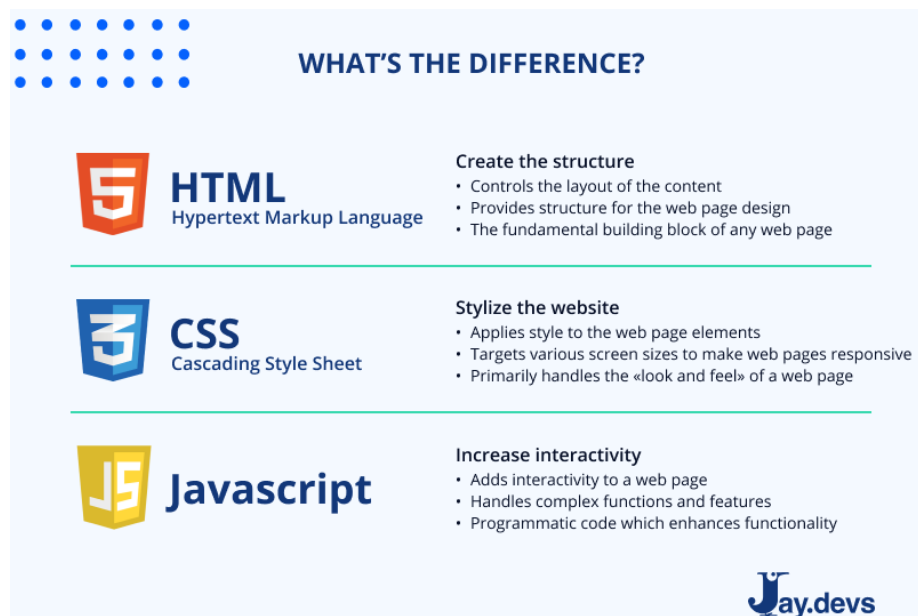 WHAT'S THE DIFFERENCE?
5
HTML
Hypertext Markup Language
Create the structure
• Controls the layout of the content
• Provides structure for the web page design
• The fundamental building block of any web page
3
CSS
Cascading Style Sheet
Stylize the website
• Applies style to the web page elements
• Targets various screen sizes to make web pages responsive
• Primarily handles the «look and feel» of a web page
JS
Javascript
Increase interactivity
• Adds interactivity to a web page
• Handles complex functions and features
• Programmatic code which enhances functionality
Jay.devs